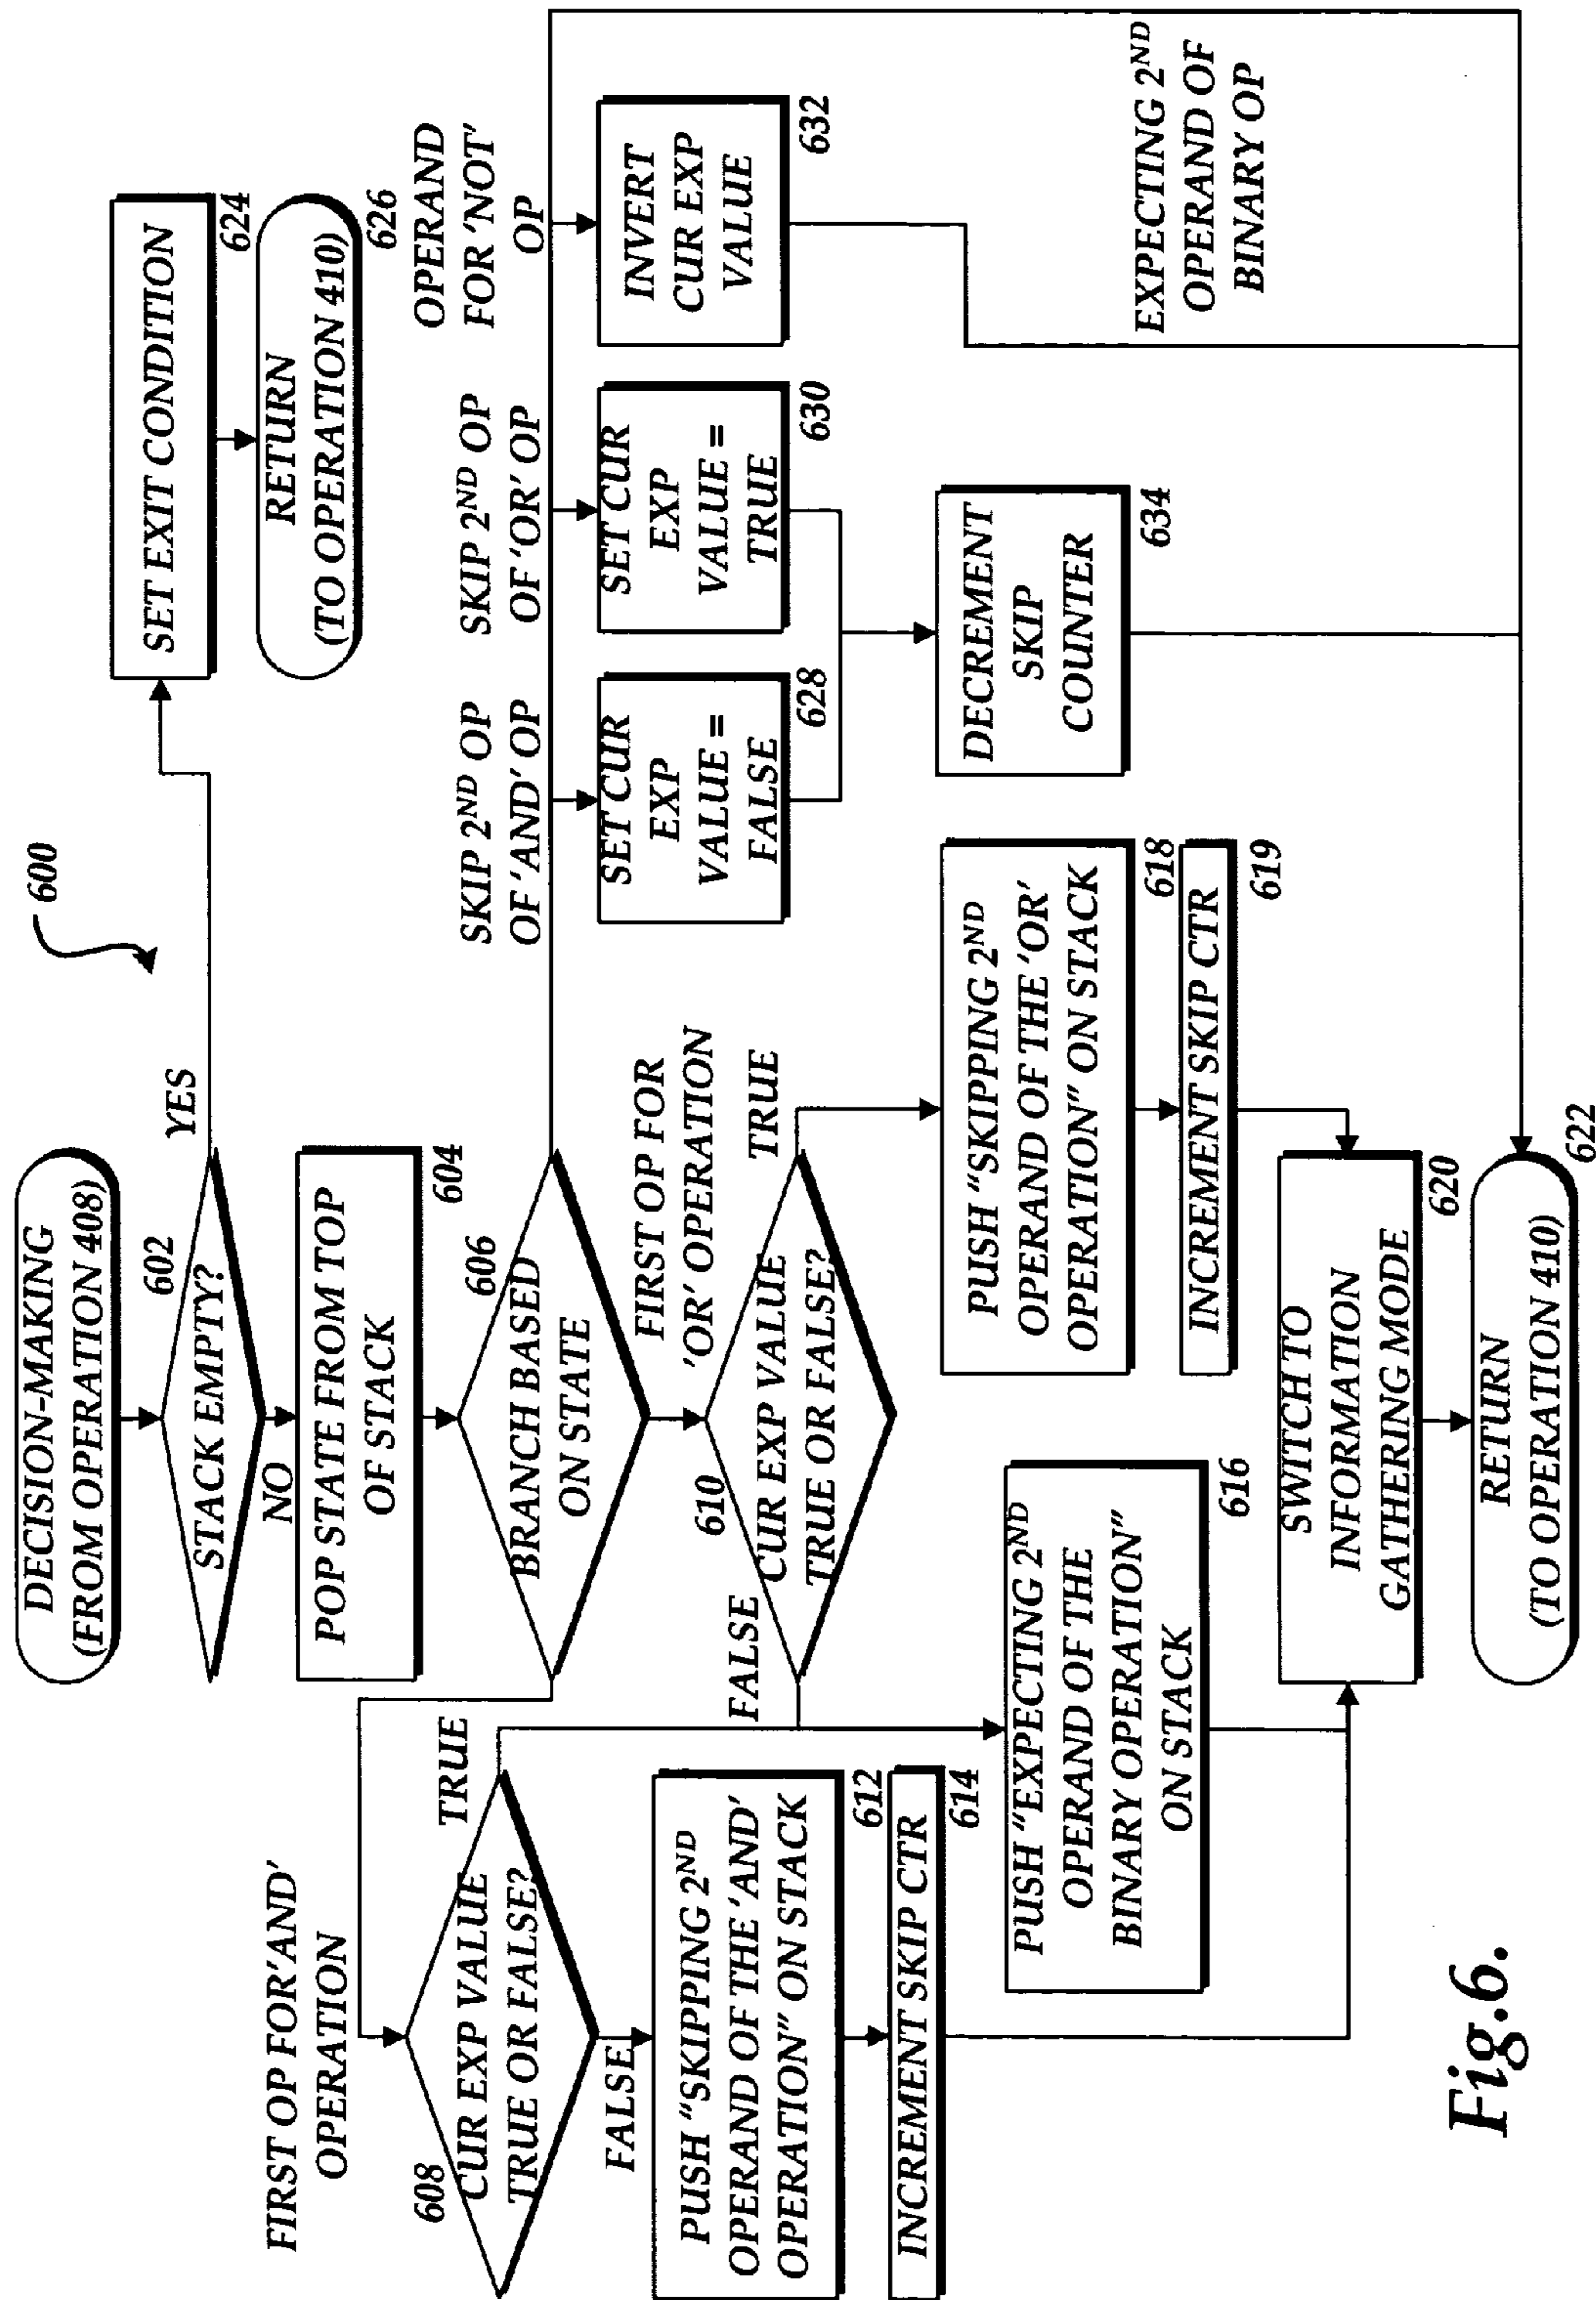 600
DECISION-MAKING
(FROM OPERATION 408)
602
STACK EMPTY?
YES
NO
SET EXIT CONDITION
624
RETURN
(TO OPERATION 410)
626
POP STATE FROM TOP
OF STACK
604
606
BRANCH BASED
ON STATE
FIRST OP FOR 'AND'
OPERATION
608
CUR EXP VALUE
TRUE OR FALSE?
TRUE
FALSE
PUSH "SKIPPING 2ND
OPERAND OF THE 'AND'
OPERATION" ON STACK
612
INCREMENT SKIP CTR
614
FIRST OP FOR
'OR' OPERATION
610
CUR EXP VALUE
TRUE OR FALSE?
FALSE
TRUE
PUSH "EXPECTING 2ND
OPERAND OF THE
BINARY OPERATION"
ON STACK
616
PUSH "SKIPPING 2ND
OPERAND OF THE 'OR'
OPERATION" ON STACK
618
INCREMENT SKIP CTR
619
SWITCH TO
INFORMATION
GATHERING MODE
620
RETURN
(TO OPERATION 410)
622
SKIP 2ND OP
OF 'AND' OP
SET CUR
EXP
VALUE =
FALSE
628
SKIP 2ND OP
OF 'OR' OP
SET CUR
EXP
VALUE =
TRUE
630
OPERAND
FOR 'NOT'
OP
INVERT
CUR EXP
VALUE
632
DECREMENT
SKIP
COUNTER
634
EXPECTING 2ND
OPERAND OF
BINARY OP
Fig.6.